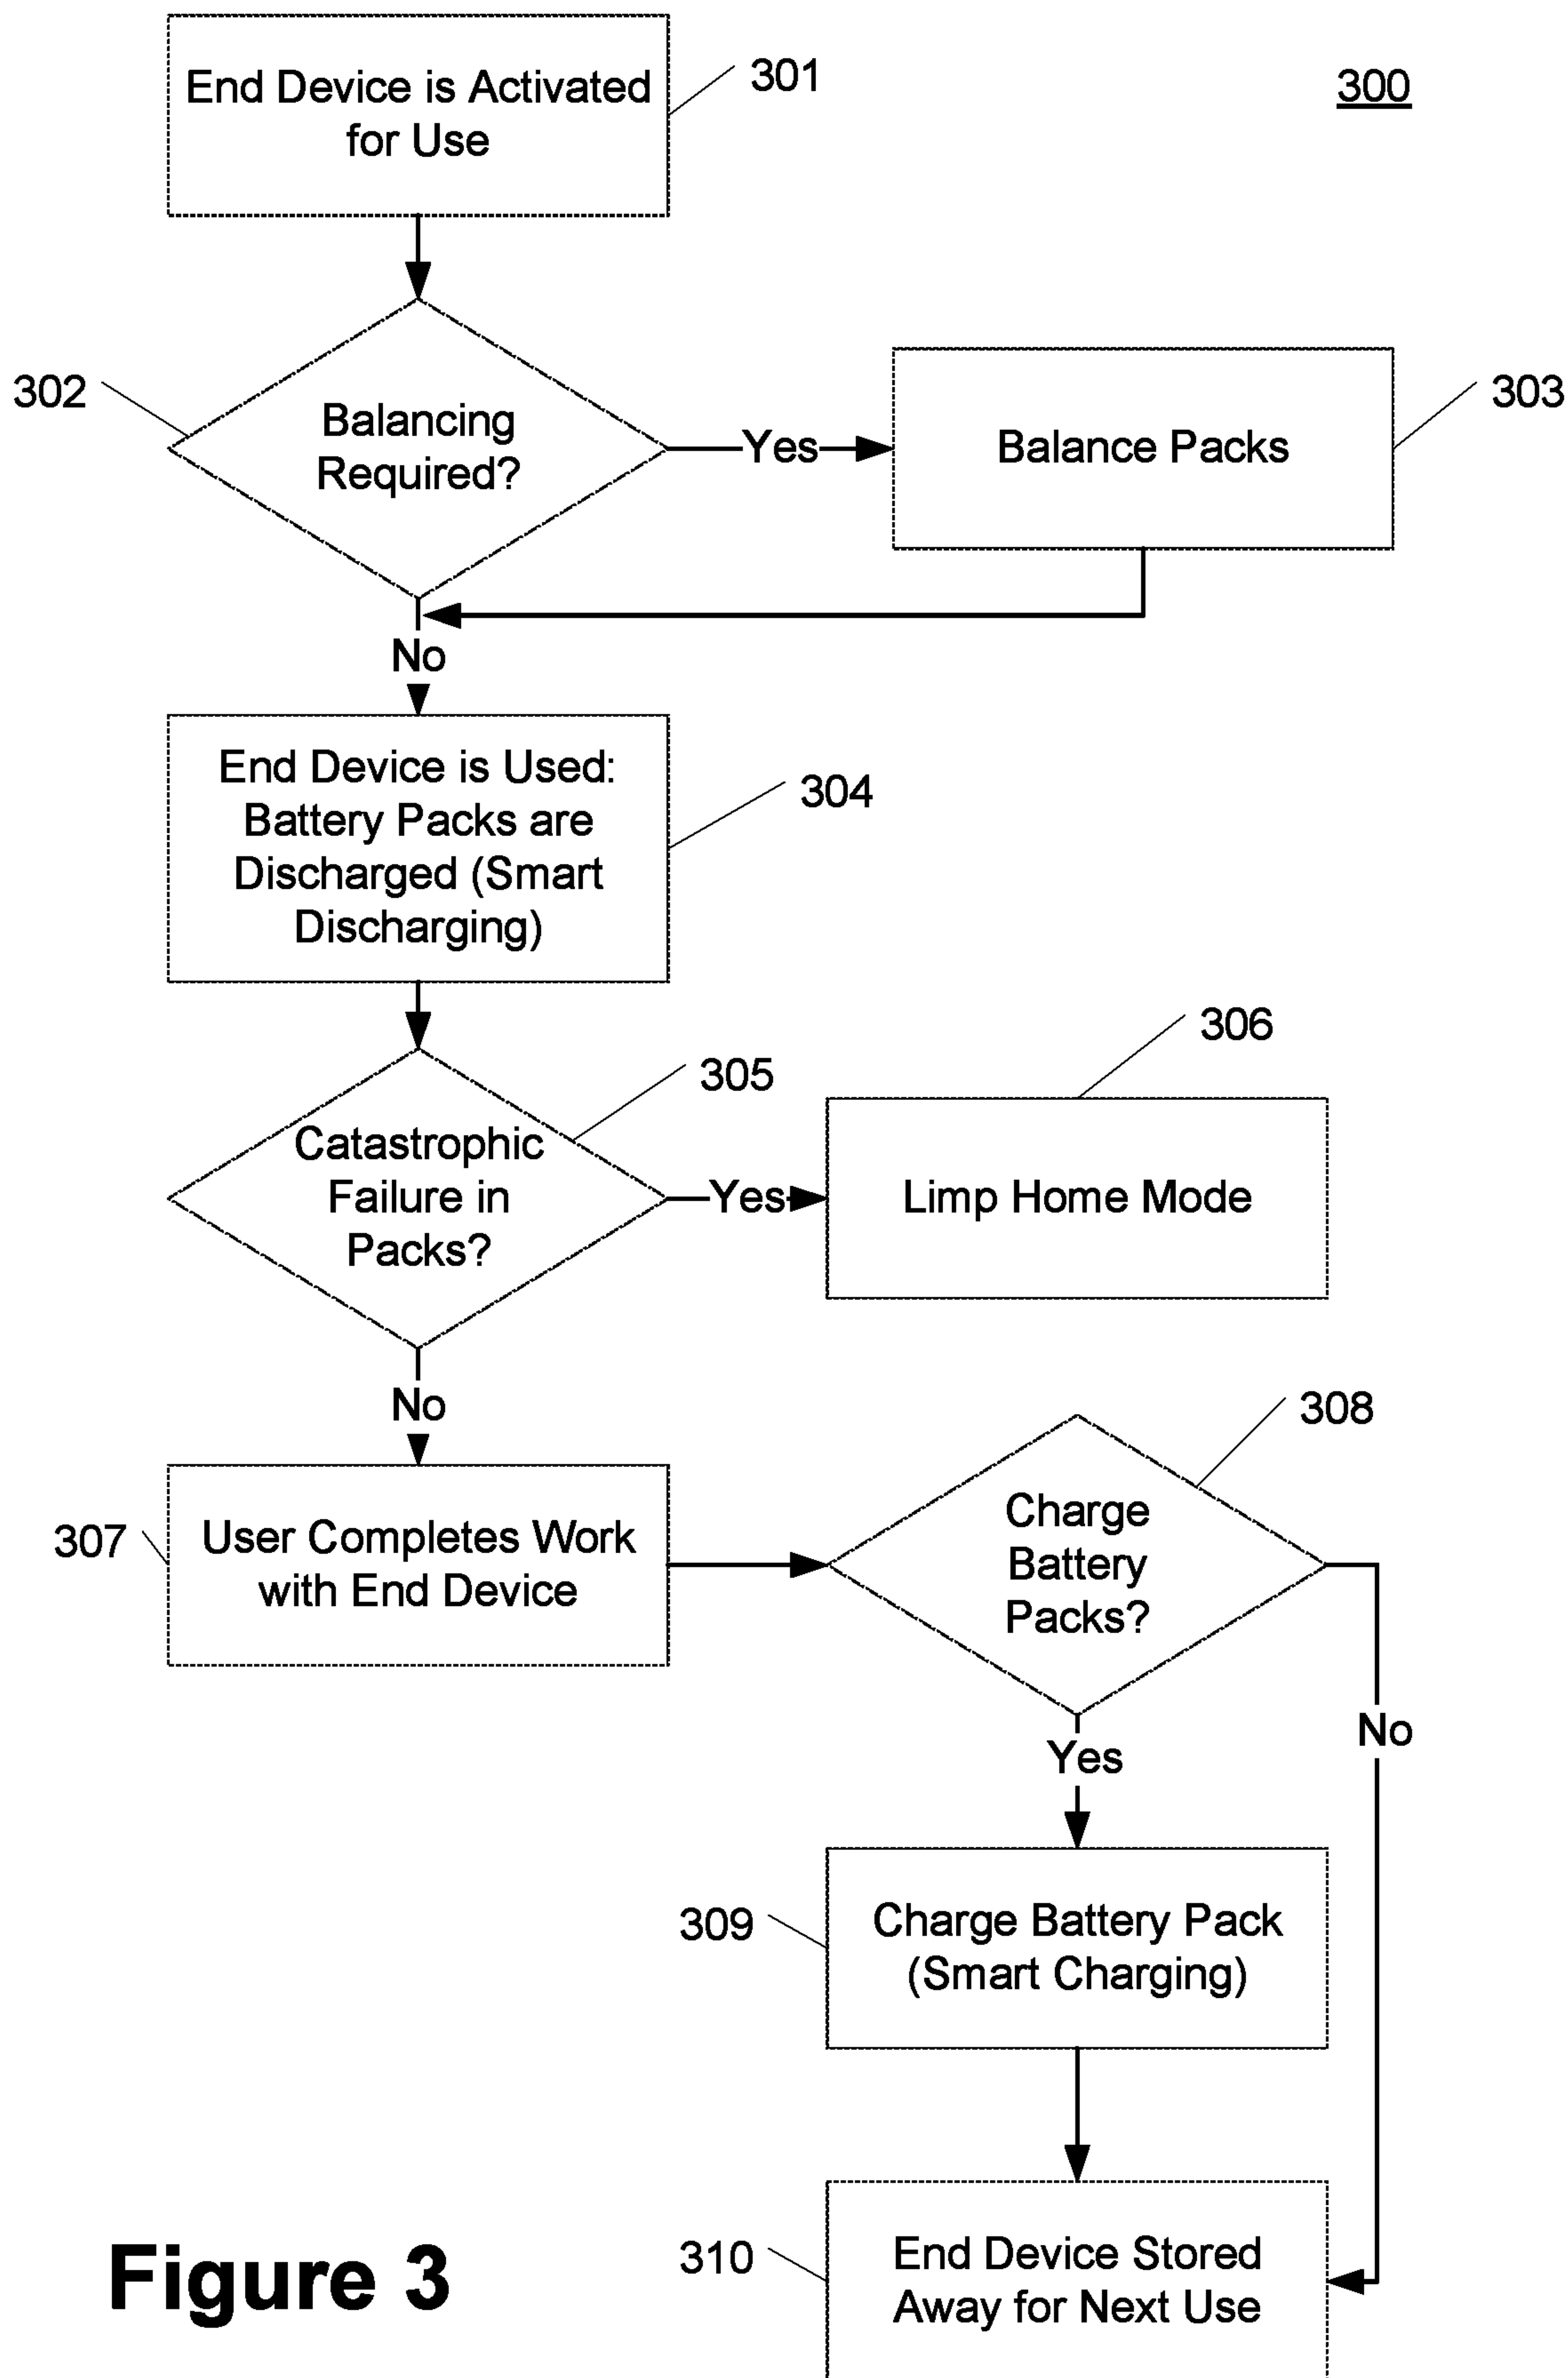 End Device is Activated
for Use
301
300
302
Balancing
Required?
Yes
Balance Packs
303
No
End Device is Used:
Battery Packs are
Discharged (Smart
Discharging)
304
305
306
Catastrophic
Failure in
Packs?
Yes
Limp Home Mode
No
307
User Completes Work
with End Device
308
Charge
Battery
Packs?
No
Yes
309
Charge Battery Pack
(Smart Charging)
310
End Device Stored
Away for Next Use
Figure 3